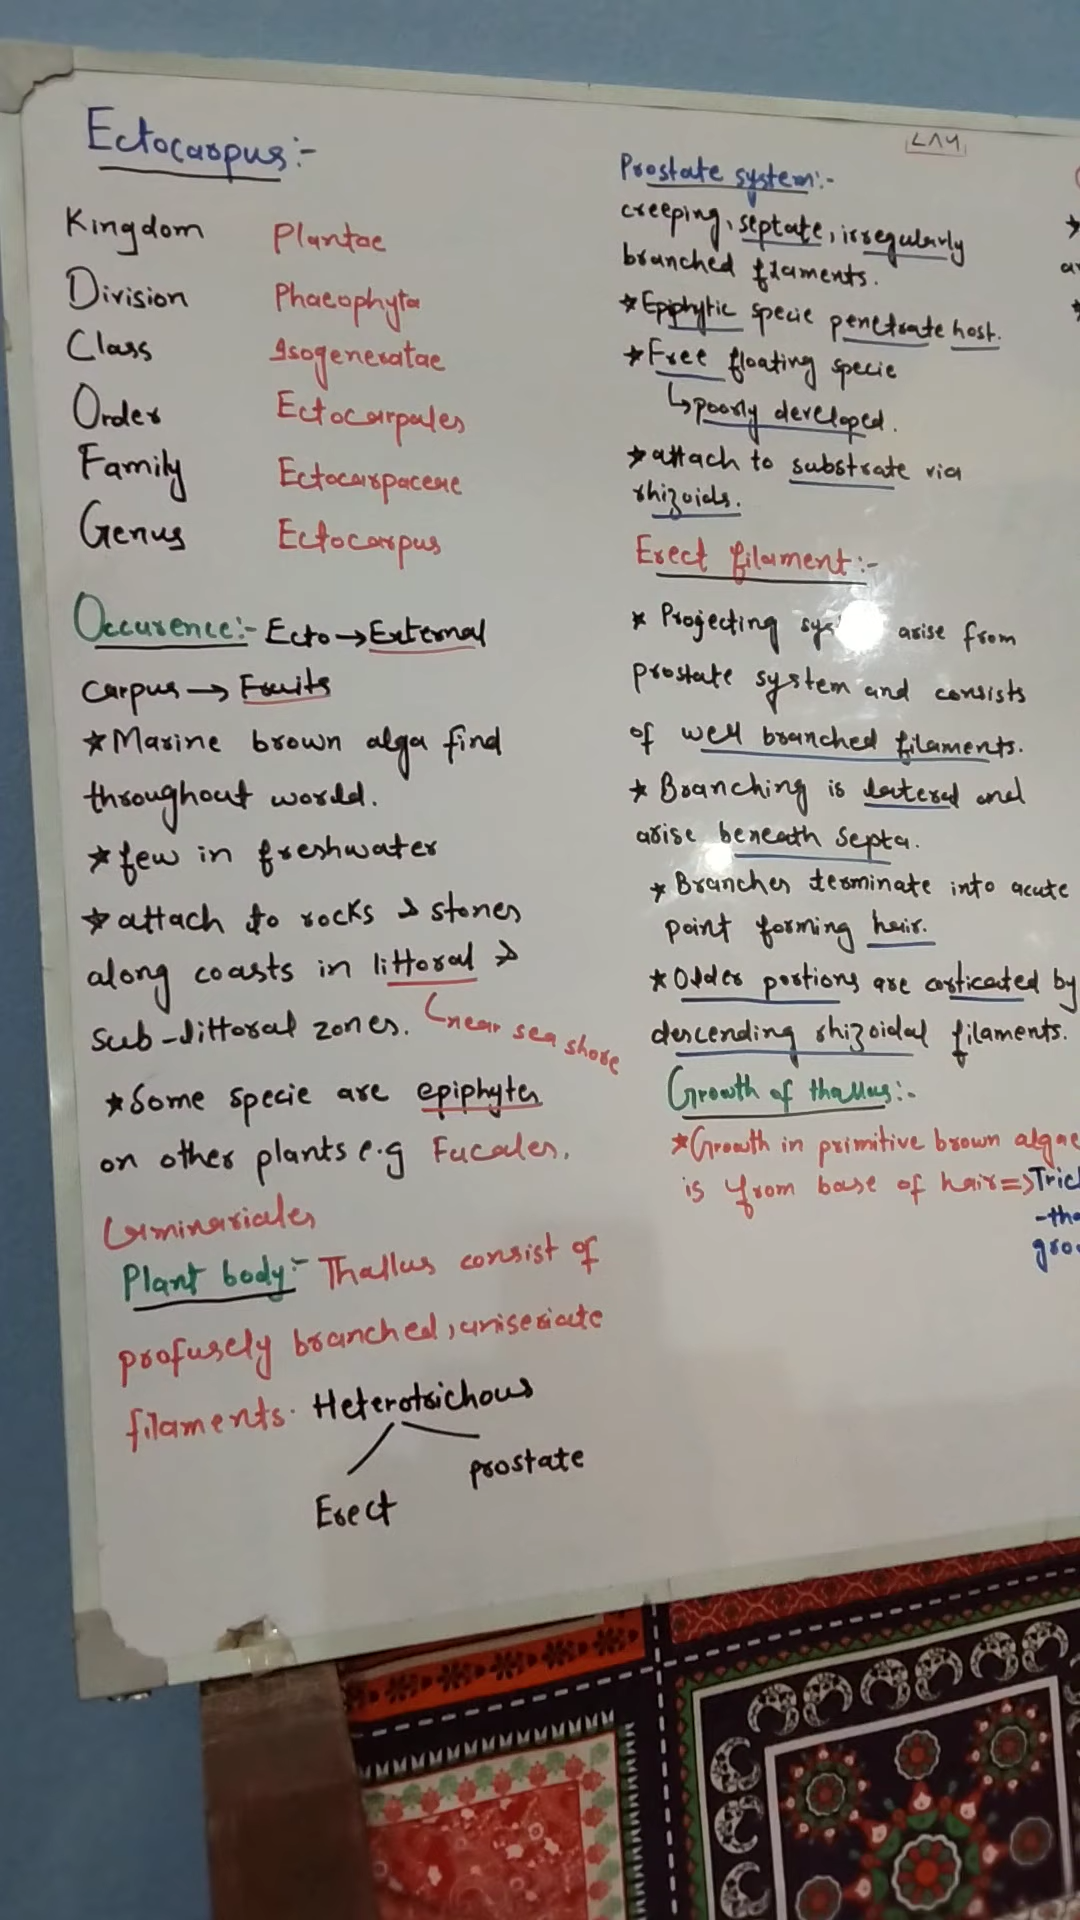 Ectocarpus:-
Kingdom Plantae
Division Phaeophyta
Class Isogeneratae
Order Ectocarpales
Family Ectocarpaceae
Genus Ectocarpus
Occurence:- Ecto→External
Carpus→Fruits
*Marine brown alga find
throughout world.
*few in freshwater
*attach to rocks & stones
along coasts in littoral &
sub-littoral zones. near sea shore
*Some specie are epiphytes
on other plants e.g Fucales,
Laminariales
Plant body:- Thallus consist of
profusely branched, uniseriate
filaments. Heterotrichous
Erect prostate
Prostate system:-
creeping, septate, irregularly
branched filaments.
*Epiphytic specie penetrate host.
*Free floating specie
↳poorly developed.
*attach to substrate via
rhizoids.
Erect filament:-
* Projecting arise from
prostate system and consists
of well branched filaments.
* Branching is lateral and
arise beneath septa.
*Branches terminate into acute
point forming hair.
*Older portions are corticated by
descending rhizoidal filaments.
Growth of thallus:-
*Growth in primitive brown algae
is from base of hair=>